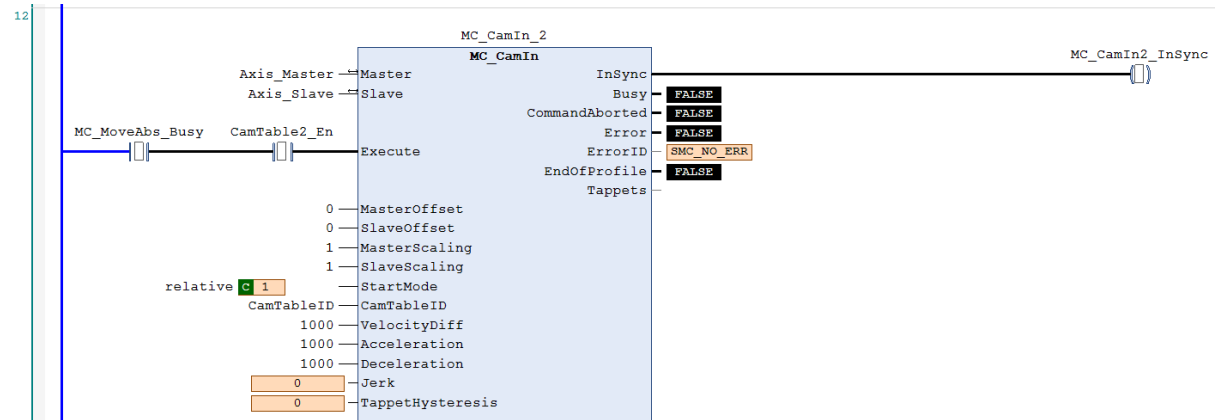 12
MC_CamIn_2
MC_CamIn
MC_CamIn2_InSync
Axis_Master Master InSync
Axis_Slave Slave Busy FALSE
CommandAborted FALSE
MC_MoveAbs_Busy CamTable2_En Error FALSE
Execute ErrorID SMC_NO_ERR
EndOfProfile FALSE
Tappets
0 MasterOffset
0 SlaveOffset
1 MasterScaling
1 SlaveScaling
relative C 1 StartMode
CamTableID CamTableID
1000 VelocityDiff
1000 Acceleration
1000 Deceleration
0 Jerk
0 TappetHysteresis